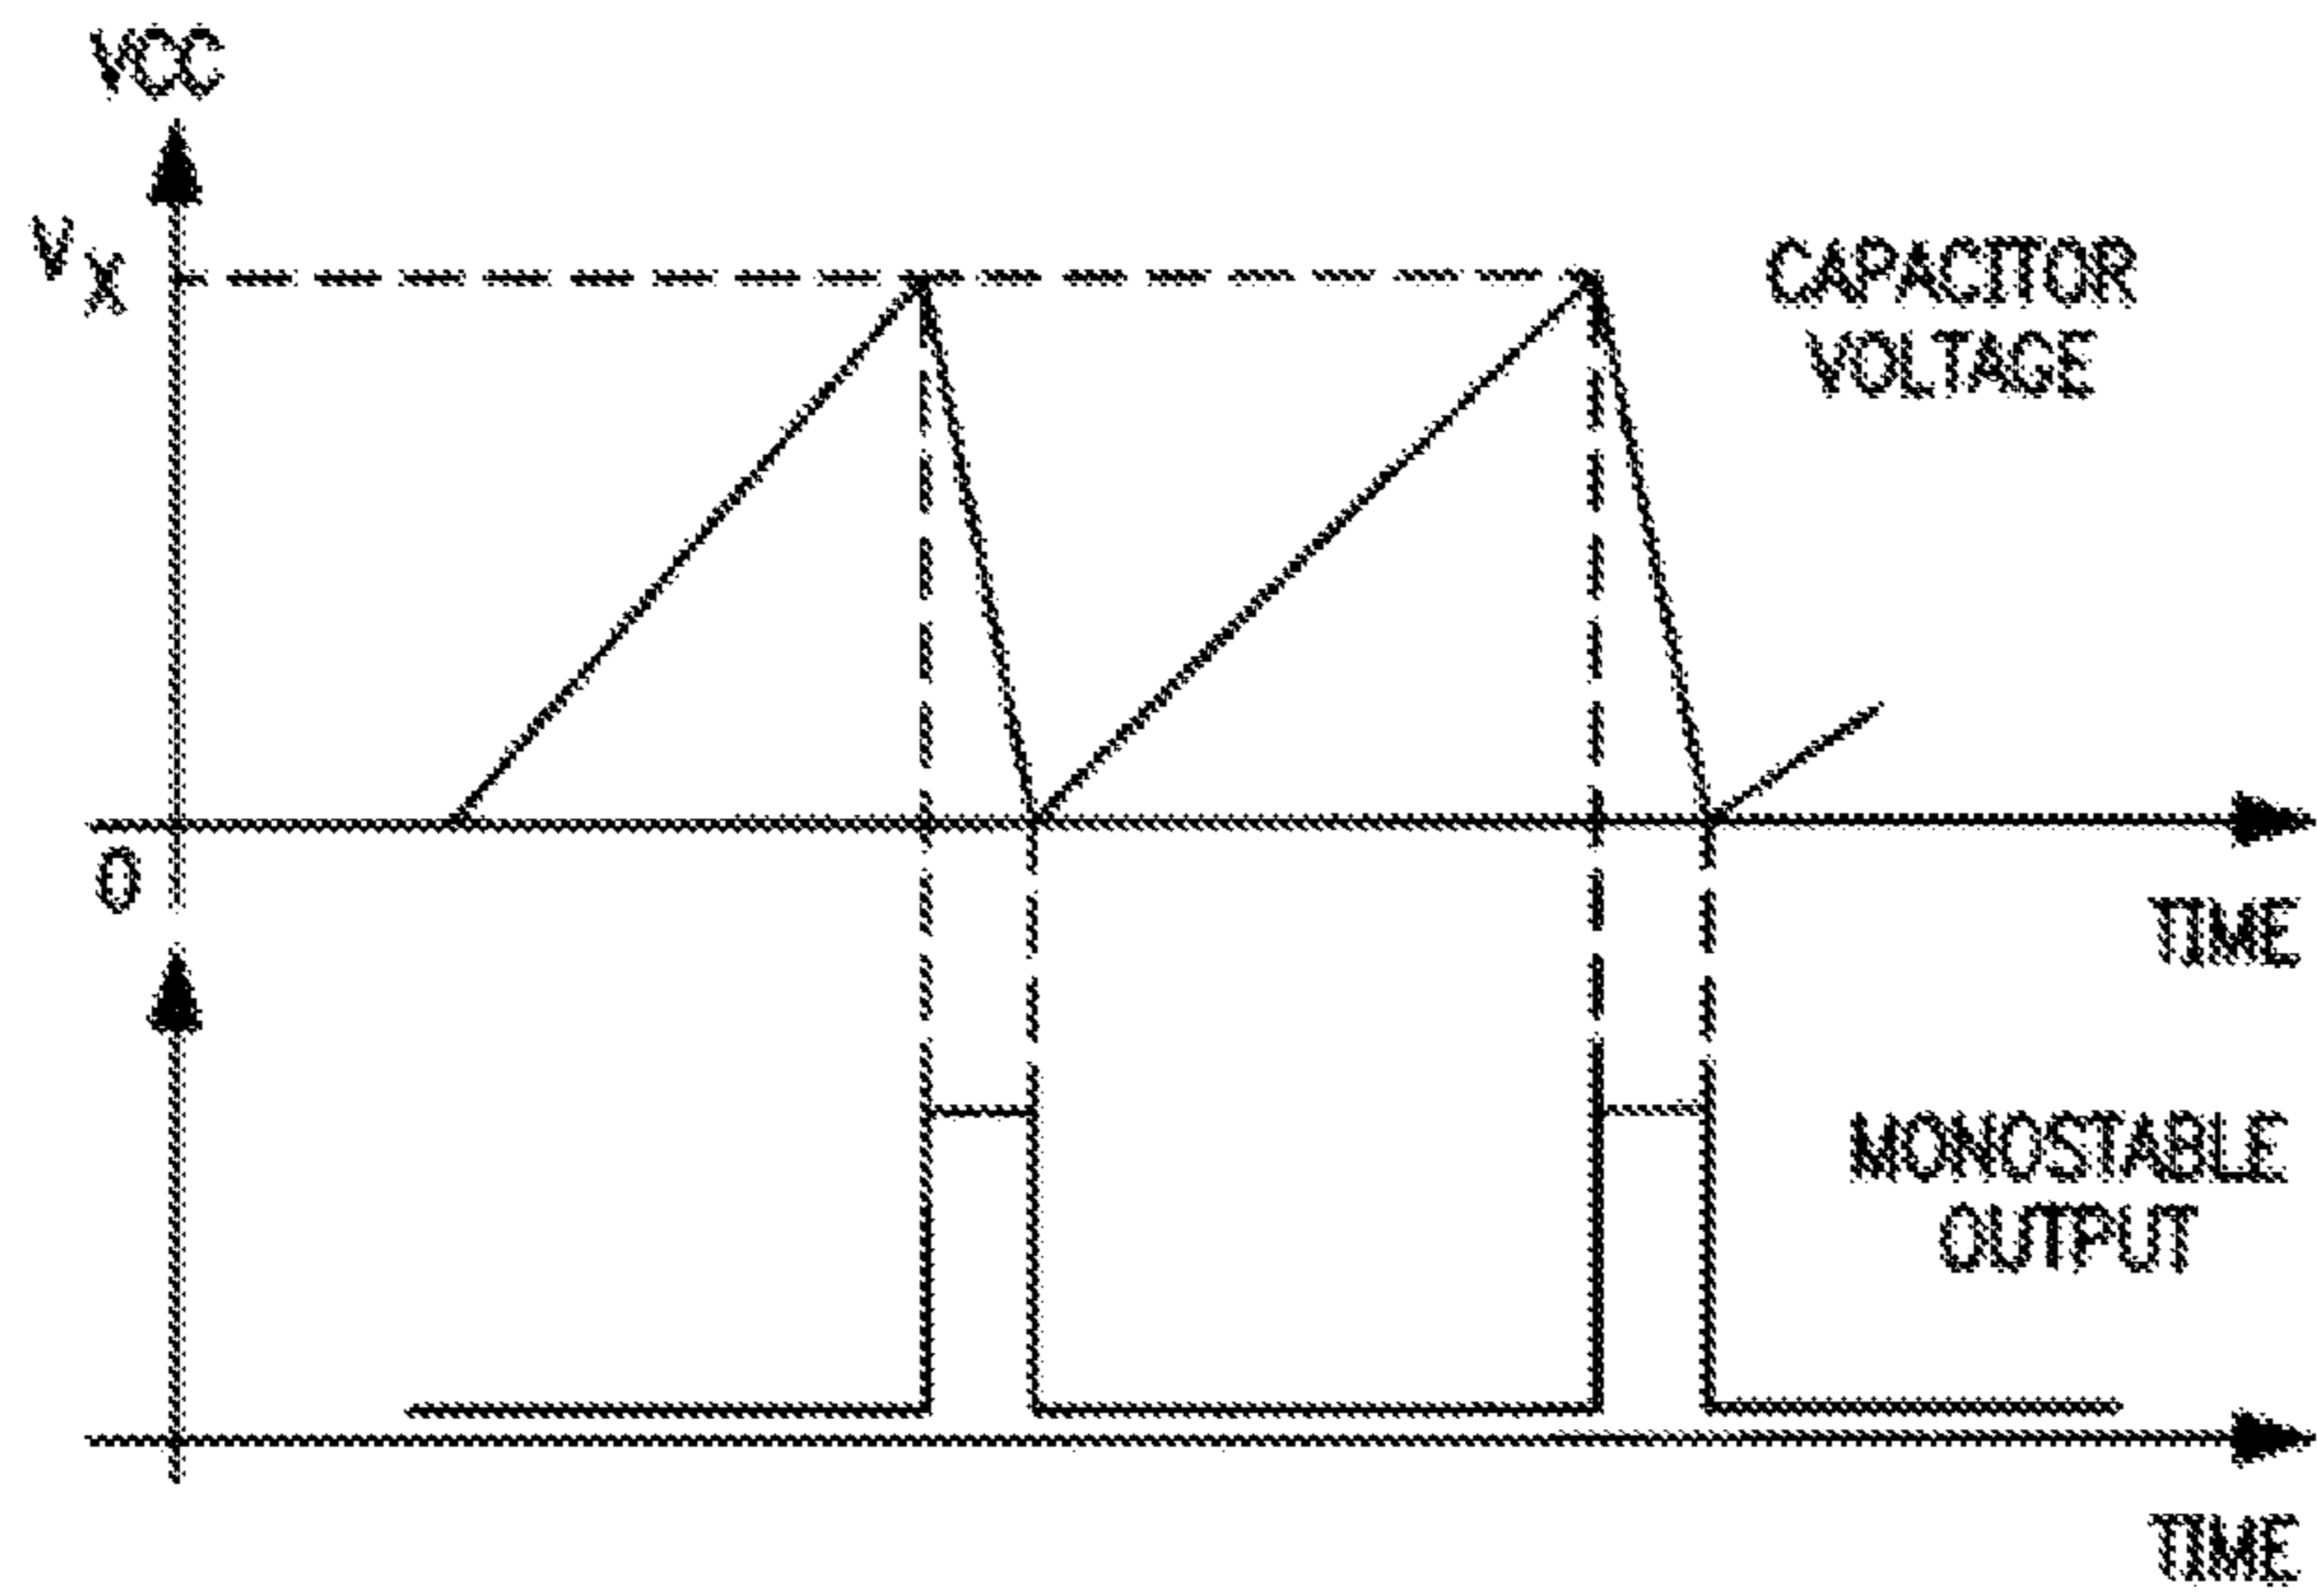 VCC
VX
CAPACITOR
VOLTAGE
0
TIME
MONOSTABLE
OUTPUT
TIME